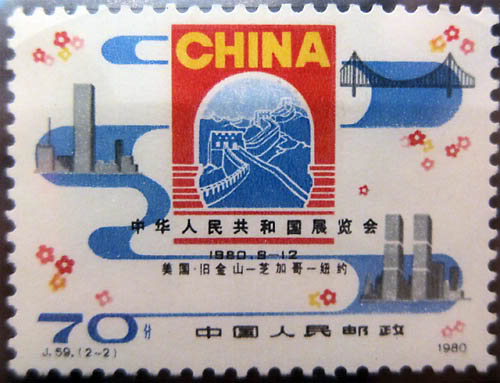 CHINA
中华人民共和国展览会
1980.9-12
美国·旧金山—芝加哥—纽约
70分 中国人民邮政
J.59.(2-2) 1980